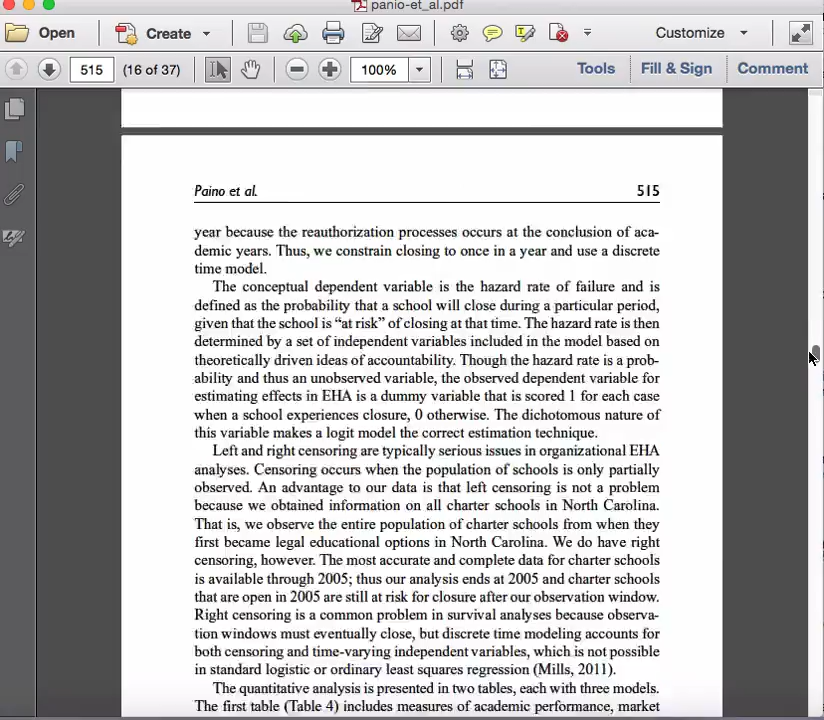 panio-et_al.pdf
Open Create Customize
515 (16 of 37) 100% Tools Fill & Sign Comment
Paino et al. 515
year because the reauthorization processes occurs at the conclusion of aca-
demic years. Thus, we constrain closing to once in a year and use a discrete
time model.
The conceptual dependent variable is the hazard rate of failure and is
defined as the probability that a school will close during a particular period,
given that the school is “at risk” of closing at that time. The hazard rate is then
determined by a set of independent variables included in the model based on
theoretically driven ideas of accountability. Though the hazard rate is a prob-
ability and thus an unobserved variable, the observed dependent variable for
estimating effects in EHA is a dummy variable that is scored 1 for each case
when a school experiences closure, 0 otherwise. The dichotomous nature of
this variable makes a logit model the correct estimation technique.
Left and right censoring are typically serious issues in organizational EHA
analyses. Censoring occurs when the population of schools is only partially
observed. An advantage to our data is that left censoring is not a problem
because we obtained information on all charter schools in North Carolina.
That is, we observe the entire population of charter schools from when they
first became legal educational options in North Carolina. We do have right
censoring, however. The most accurate and complete data for charter schools
is available through 2005; thus our analysis ends at 2005 and charter schools
that are open in 2005 are still at risk for closure after our observation window.
Right censoring is a common problem in survival analyses because observa-
tion windows must eventually close, but discrete time modeling accounts for
both censoring and time-varying independent variables, which is not possible
in standard logistic or ordinary least squares regression (Mills, 2011).
The quantitative analysis is presented in two tables, each with three models.
The first table (Table 4) includes measures of academic performance, market